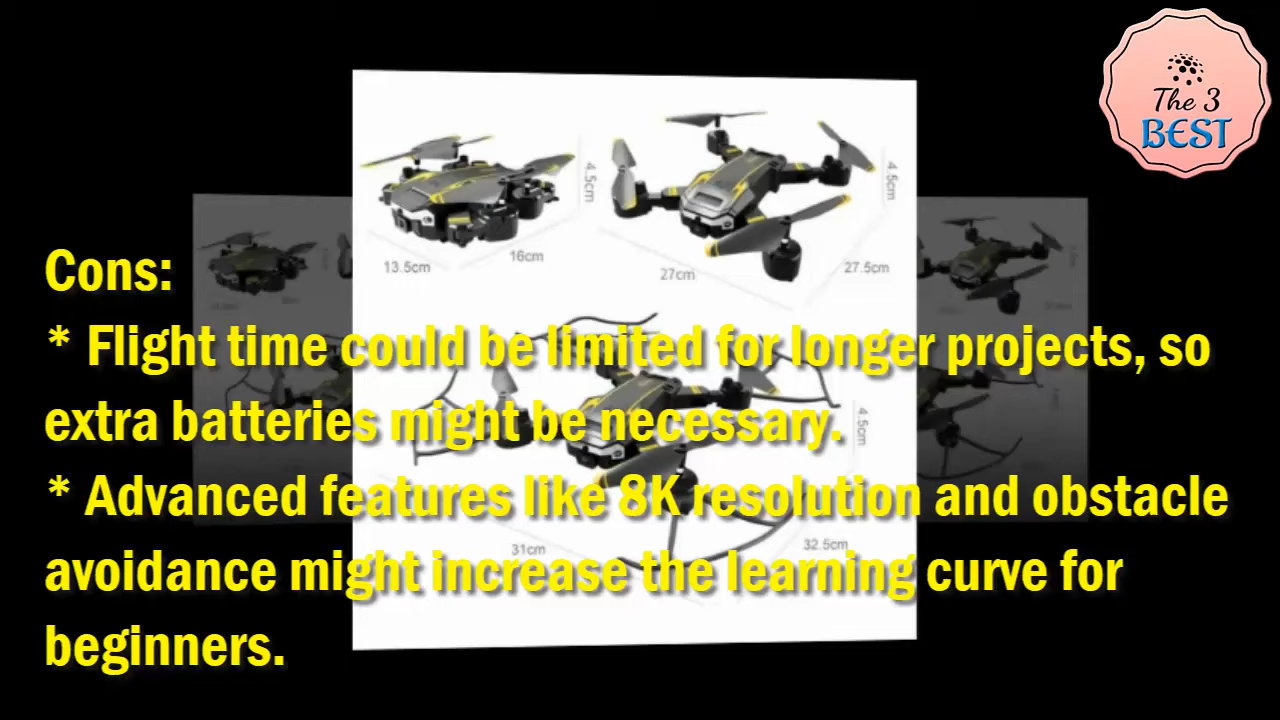 The 3
BEST
4.5cm
4.5cm
13.5cm
16cm
27cm
27.5cm
Cons:
* Flight time could be limited for longer projects, so
extra batteries might be necessary.
4.5cm
* Advanced features like 8K resolution and obstacle
31cm
32.5cm
avoidance might increase the learning curve for
beginners.